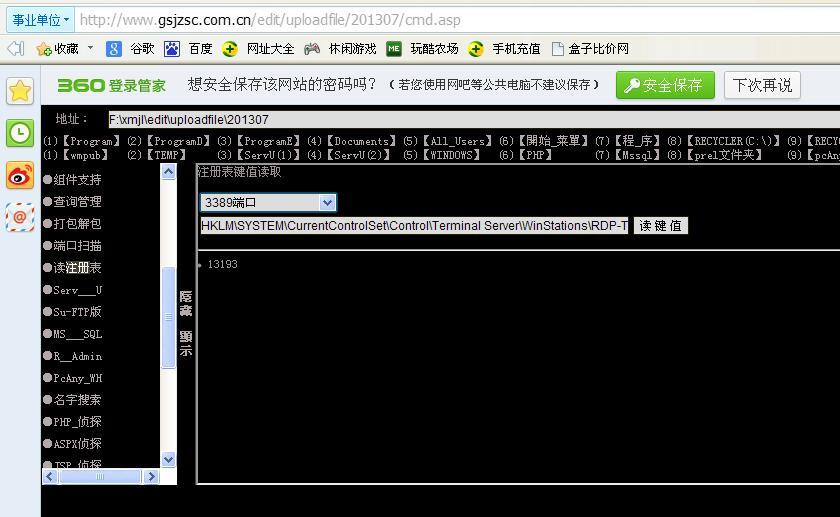 事业单位 http://www.gsjzsc.com.cn/edit/uploadfile/201307/cmd.asp
收藏 谷歌 百度 网址大全 休闲游戏 玩酷农场 手机充值 盒子比价网
360 登录管家 想安全保存该网站的密码吗？（若您使用网吧等公共电脑不建议保存） 安全保存 下次再说
地址： F:\xmjl\edit\uploadfile\201307
(1)【Program】 (2)【ProgramD】 (3)【ProgramE】 (4)【Documents】 (5)【All_Users】 (6)【開始_菜單】 (7)【程_序】 (8)【RECYCLER(C:\)】 (9)【RECY
(1)【wmpub】 (2)【TEMP】 (3)【ServU(1)】 (4)【ServU(2)】 (5)【WINDOWS】 (6)【PHP】 (7)【Mssql】 (8)【prel文件夹】 (9)【pcAn
组件支持
查询管理
打包解包
端口扫描
读注册表
Serv___U
Su-FTP版
MS___SQL
R__Admin
PcAny_WH
名字搜索
PHP_侦探
ASPX侦探
JSP_侦探
隱藏
顯示
注册表键值读取
3389端口
HKLM\SYSTEM\CurrentControlSet\Control\Terminal Server\WinStations\RDP-T 读键值
13193